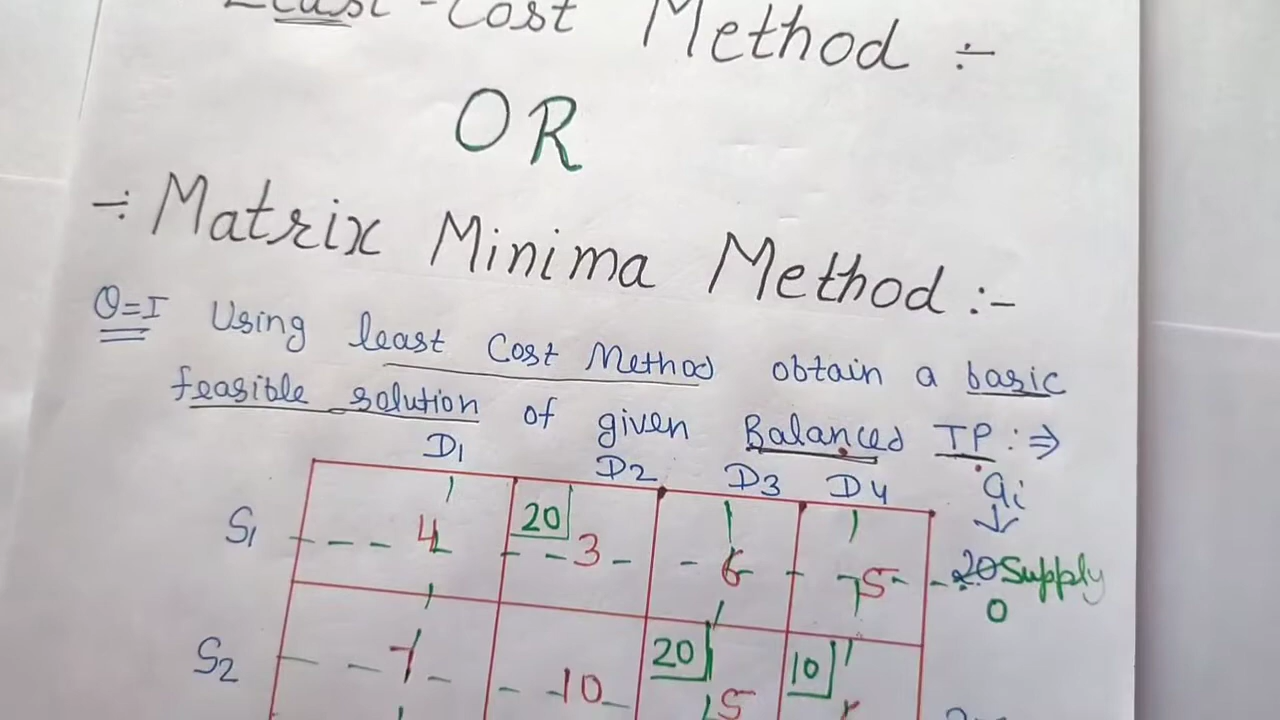 Least-Cost Method ÷
OR
÷ Matrix Minima Method :-
Q=I Using least Cost Method obtain a basic
feasible solution of given Balanced TP :⇒
D1 D2 D3 D4 ai
↓
S1 4 20 3 6 5 20 Supply
0
S2 20 10
10 5